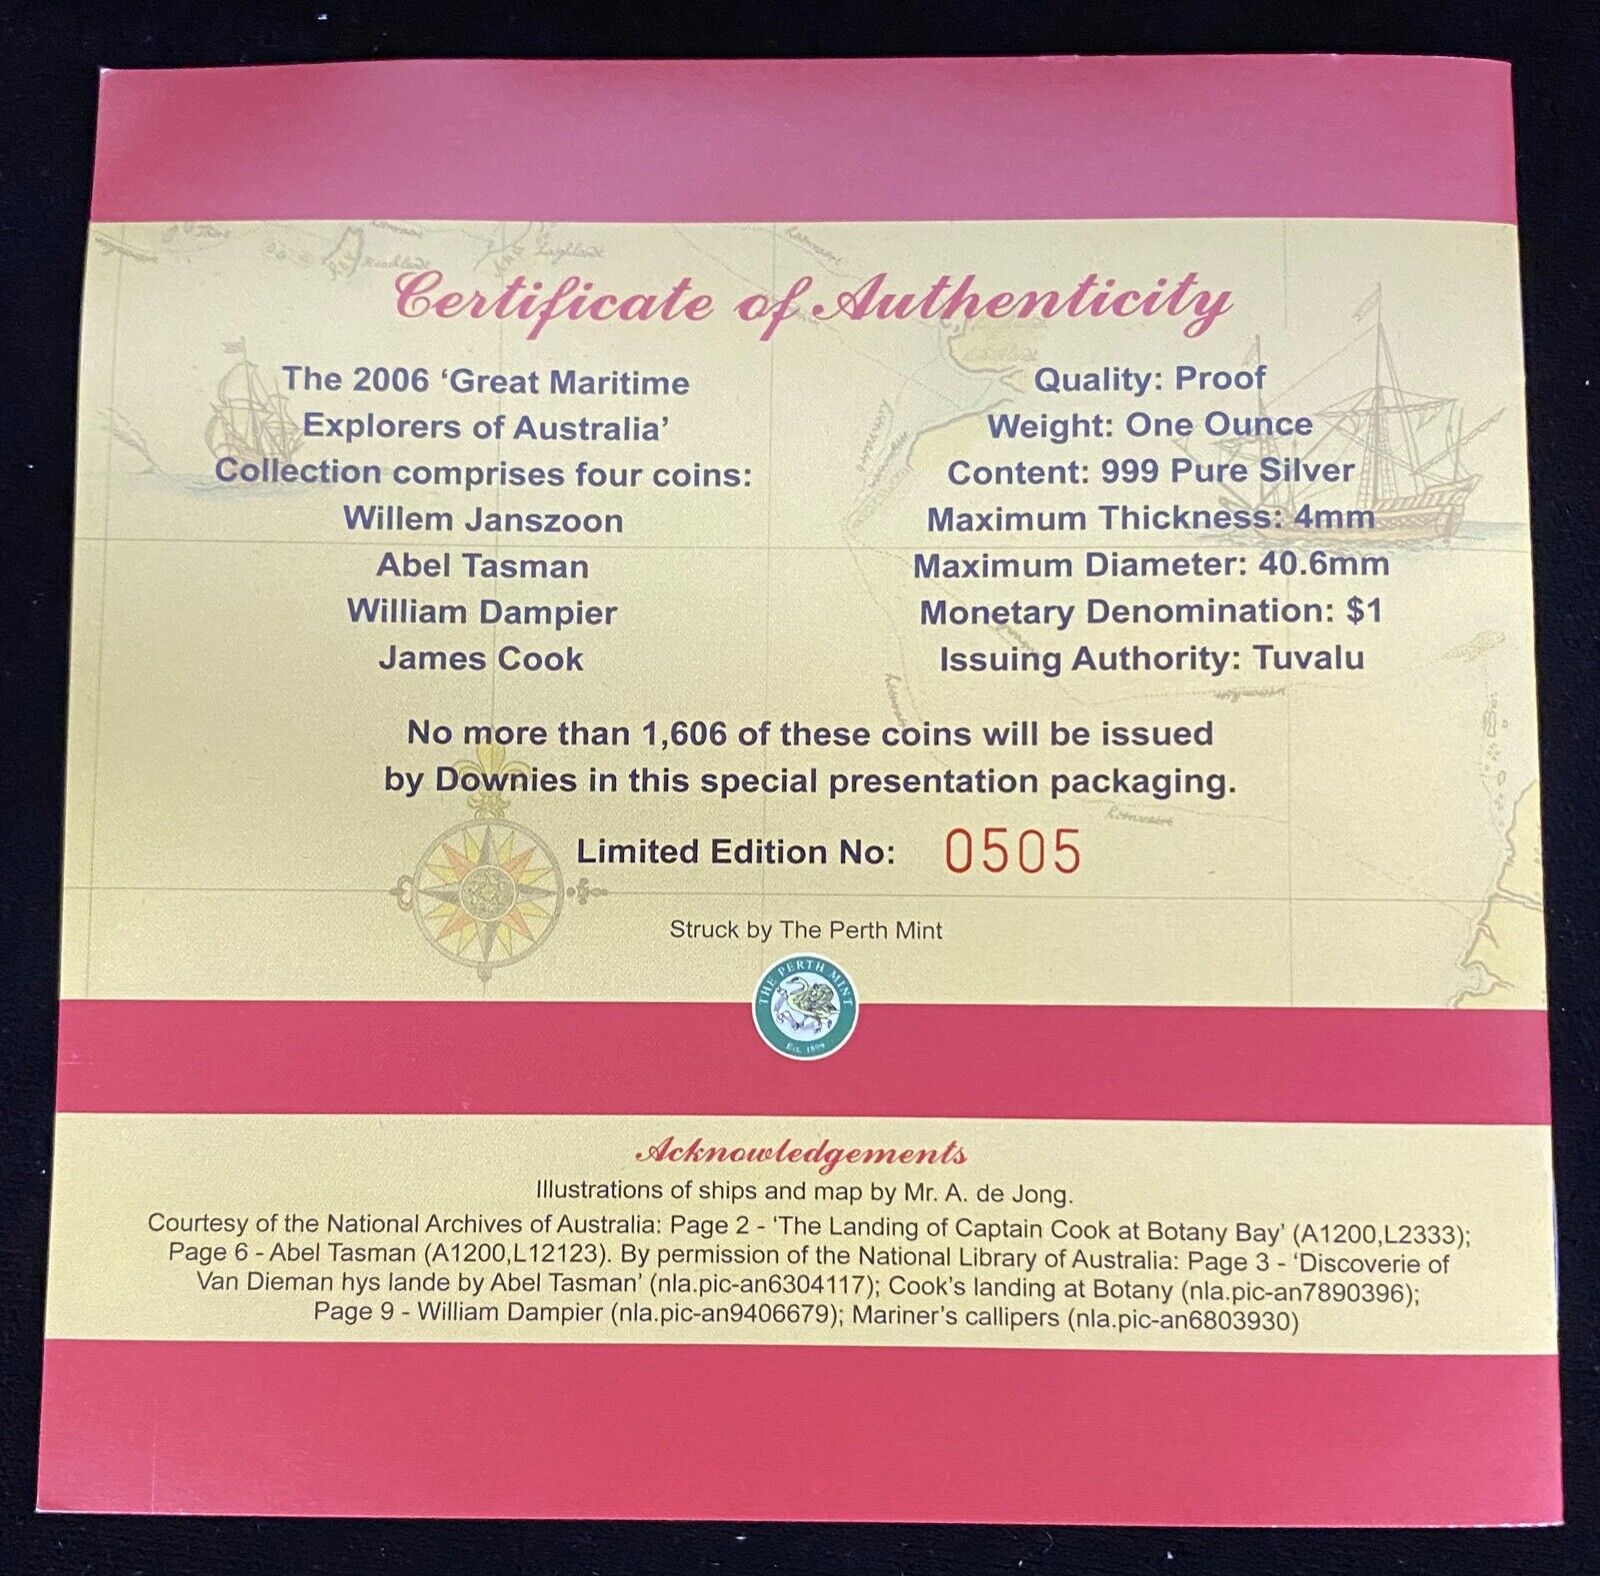 Certificate of Authenticity
The 2006 ‘Great Maritime
Explorers of Australia’
Collection comprises four coins:
Willem Janszoon
Abel Tasman
William Dampier
James Cook
Quality: Proof
Weight: One Ounce
Content: 999 Pure Silver
Maximum Thickness: 4mm
Maximum Diameter: 40.6mm
Monetary Denomination: $1
Issuing Authority: Tuvalu
No more than 1,606 of these coins will be issued
by Downies in this special presentation packaging.
Limited Edition No: 0505
Struck by The Perth Mint
THE PERTH MINT
Est. 1899
Acknowledgements
Illustrations of ships and map by Mr. A. de Jong.
Courtesy of the National Archives of Australia: Page 2 - ‘The Landing of Captain Cook at Botany Bay’ (A1200,L2333);
Page 6 - Abel Tasman (A1200,L12123). By permission of the National Library of Australia: Page 3 - ‘Discoverie of
Van Dieman hys lande by Abel Tasman’ (nla.pic-an6304117); Cook’s landing at Botany (nla.pic-an7890396);
Page 9 - William Dampier (nla.pic-an9406679); Mariner’s callipers (nla.pic-an6803930)